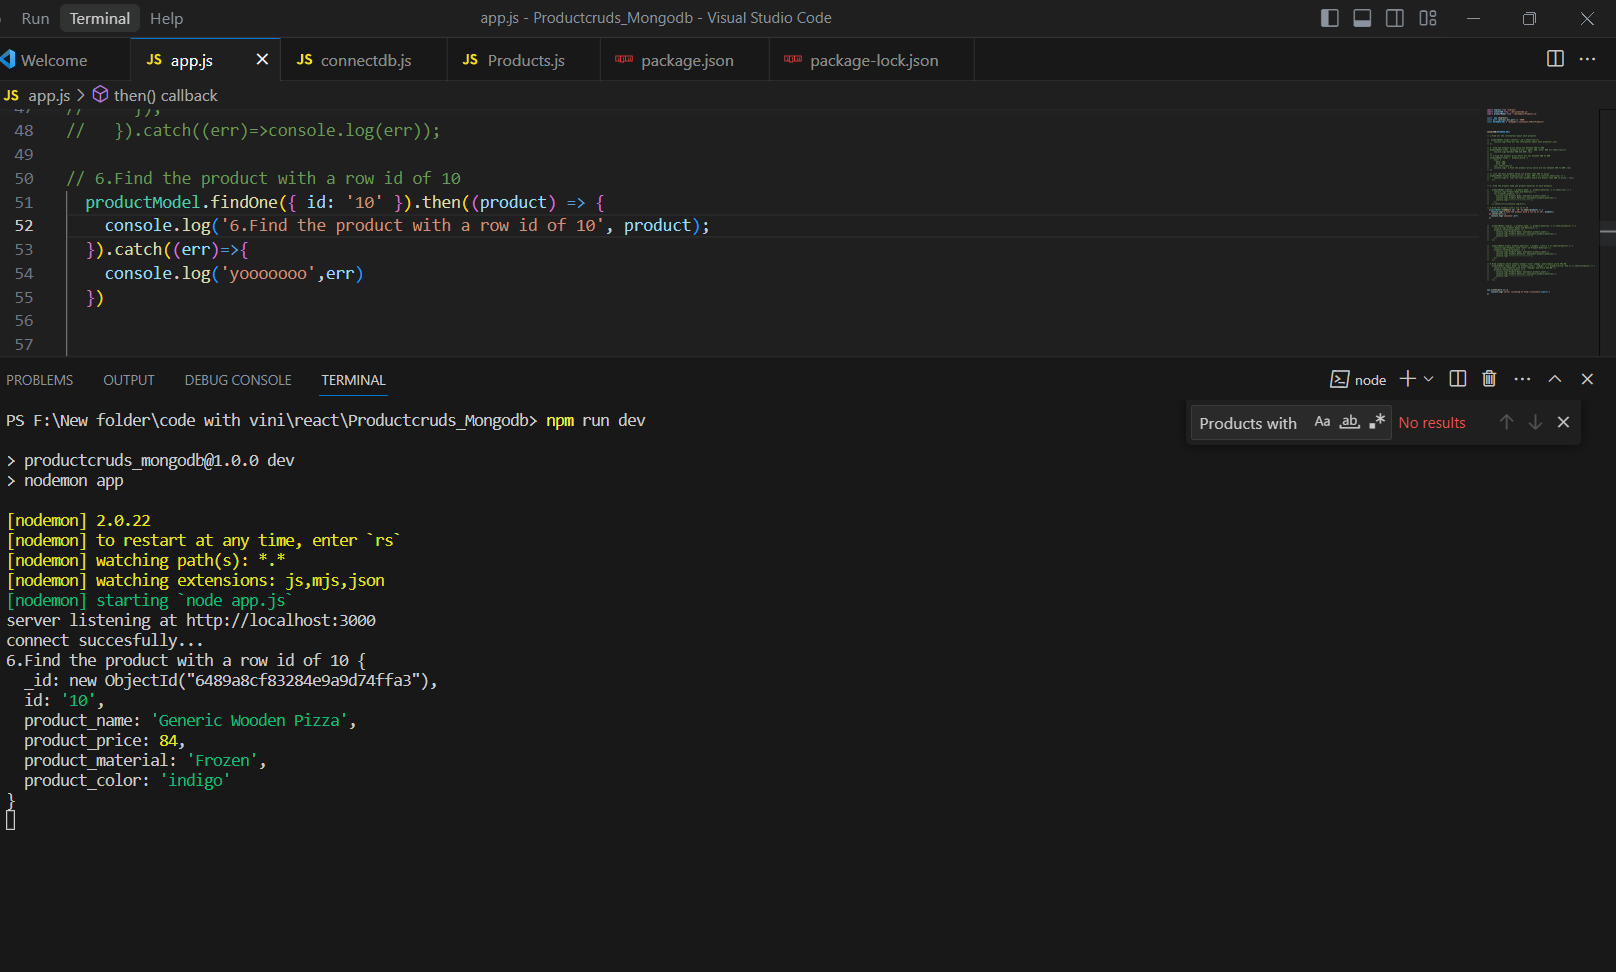 Run Terminal Help app.js - Productcruds_Mongodb - Visual Studio Code
Welcome JS app.js JS connectdb.js JS Products.js package.json package-lock.json
JS app.js > then() callback
47 // });
48 // }).catch((err)=>console.log(err));
49
50 // 6.Find the product with a row id of 10
51 productModel.findOne({ id: '10' }).then((product) => {
52 console.log('6.Find the product with a row id of 10', product);
53 }).catch((err)=>{
54 console.log('yooooooo',err)
55 })
56
57
PROBLEMS OUTPUT DEBUG CONSOLE TERMINAL node
PS F:\New folder\code with vini\react\Productcruds_Mongodb> npm run dev
Products with Aa ab No results
> productcruds_mongodb@1.0.0 dev
> nodemon app
[nodemon] 2.0.22
[nodemon] to restart at any time, enter `rs`
[nodemon] watching path(s): *.*
[nodemon] watching extensions: js,mjs,json
[nodemon] starting `node app.js`
server listening at http://localhost:3000
connect succesfully...
6.Find the product with a row id of 10 {
_id: new ObjectId("6489a8cf83284e9a9d74ffa3"),
id: '10',
product_name: 'Generic Wooden Pizza',
product_price: 84,
product_material: 'Frozen',
product_color: 'indigo'
}